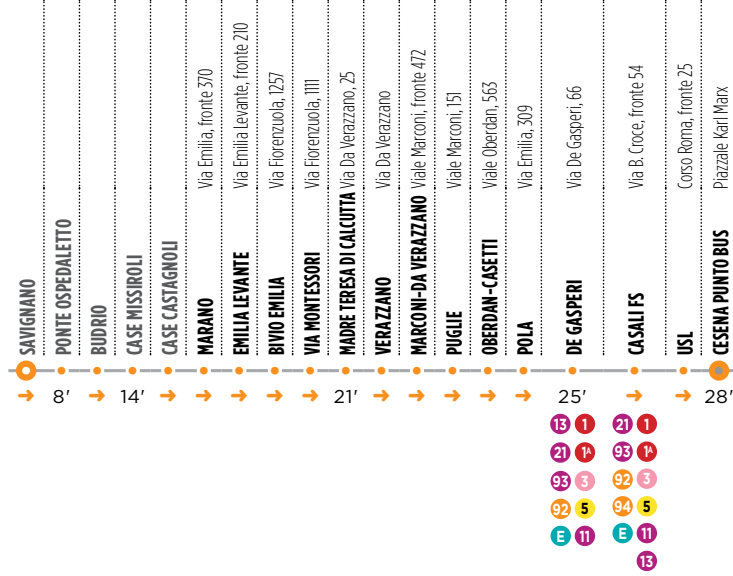 SAVIGNANO
PONTE OSPEDALETTO
BUDRIO
CASE MISSIROLI
CASE CASTAGNOLI
MARANO Via Emilia, fronte 370
EMILIA LEVANTE Via Emilia Levante, fronte 210
BIVIO EMILIA Via Fiorenzuola, 1257
VIA MONTESSORI Via Fiorenzuola, 1111
MADRE TERESA DI CALCUTTA Via Da Verazzano, 25
VERAZZANO Via Da Verazzano
MARCONI-DA VERAZZANO Viale Marconi, fronte 472
PUGLIE Viale Marconi, 151
OBERDAN-CASETTI Viale Oberdan, 563
POLA Via Emilia, 309
DE GASPERI Via De Gasperi, 66
CASALI FS Via B. Croce, fronte 54
USL Corso Roma, fronte 25
CESENA PUNTO BUS Piazzale Karl Marx
➜ 8' ➜ 14' ➜ ➜ ➜ ➜ ➜ 21' ➜ ➜ ➜ ➜ ➜ 25' ➜ ➜ 28'
13 1 21 1
21 1A 93 1A
93 3 92 3
92 5 94 5
E 11 E 11
13